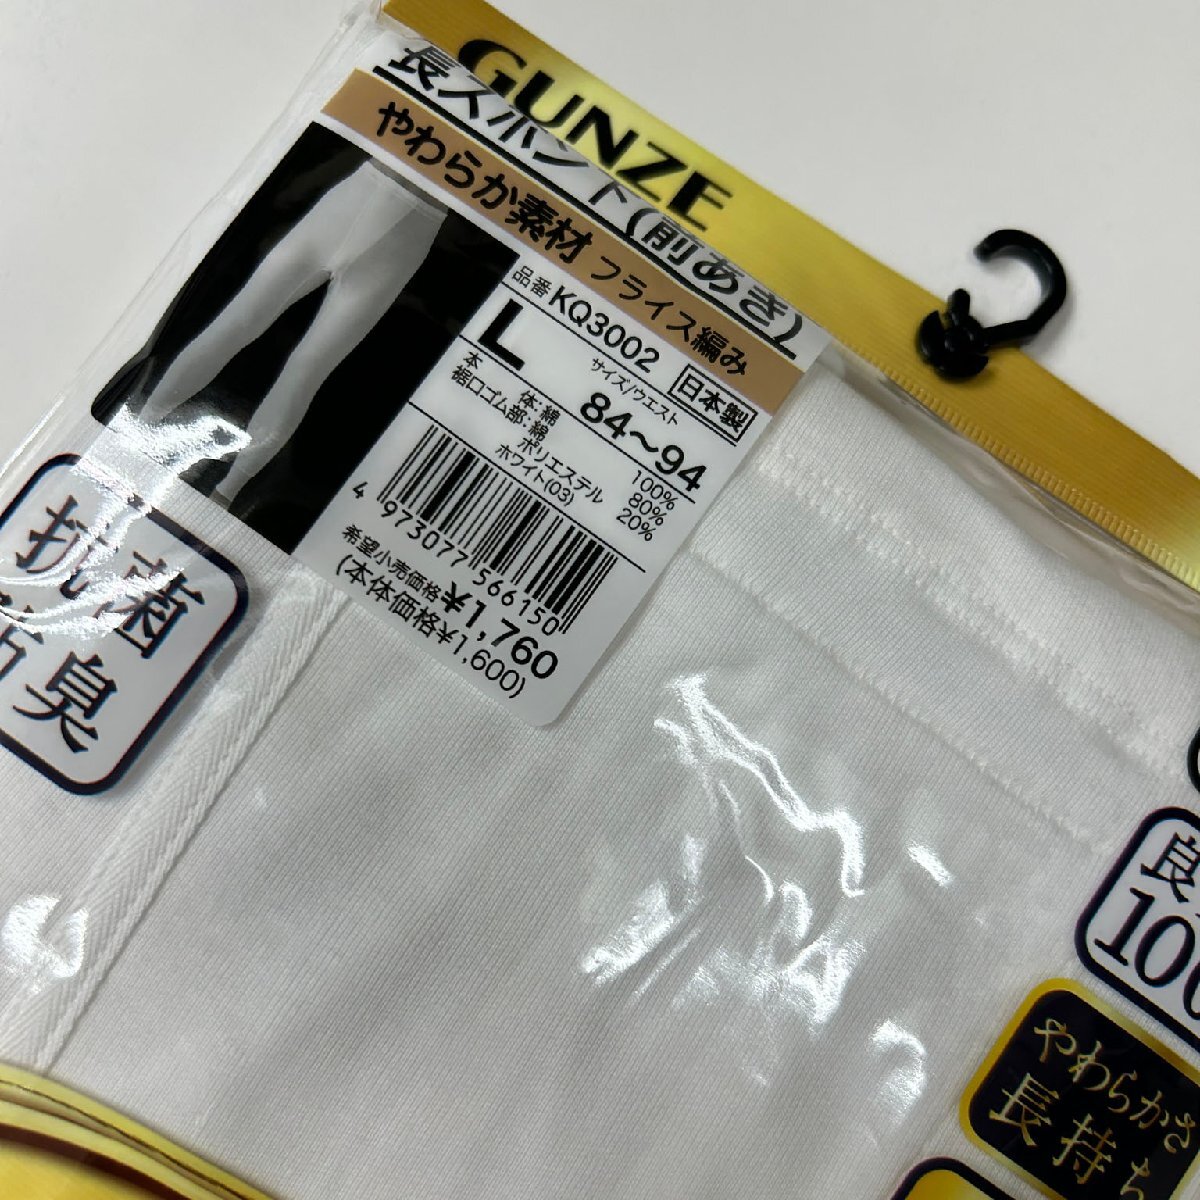 GUNZE
長ズボン下(前あき)
やわらか素材 フライス編み
品番 KQ3002 日本製
サイズ/ウエスト
L 84〜94
本体:綿 100%
裾口ゴム部:綿 80%
ポリエステル 20%
ホワイト(03)
4 973077 566150
希望小売価格¥1,760
(本体価格¥1,600)
抗菌
防臭
良
100
やわらかさ
長持ち